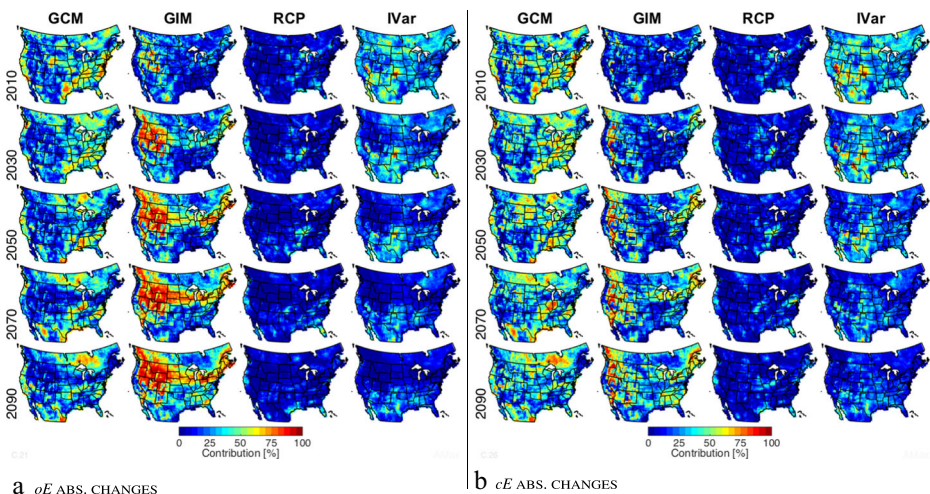 GCM GIM RCP IVar
2010
2030
2050
2070
2090
0 25 50 75 100
Contribution [%]
a oE ABS. CHANGES
GCM GIM RCP IVar
2010
2030
2050
2070
2090
0 25 50 75 100
Contribution [%]
b cE ABS. CHANGES